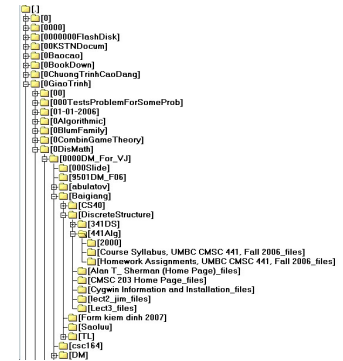 [.]
[0]
[0000]
[0000000FlashDisk]
[00KSTNDocum]
[0Baocao]
[0BookDown]
[0ChuongTrinhCaoDang]
[0GiaoTrinh]
[00]
[000TestsProblemForSomeProb]
[01-01-2006]
[0Algorithmic]
[0BlumFamily]
[0CombinGameTheory]
[0DisMath]
[0000DM_For_VJ]
[000Slide]
[9501DM_F06]
[abulatov]
[Baigiang]
[CS40]
[DiscreteStructure]
[341DS]
[441Alg]
[2000]
[Course Syllabus, UMBC CMSC 441, Fall 2006_files]
[Homework Assignments, UMBC CMSC 441, Fall 2006_files]
[Alan T_ Sherman (Home Page)_files]
[CMSC 203 Home Page_files]
[Cygwin Information and Installation_files]
[lect2_jim_files]
[Lect3_files]
[Form kiem dinh 2007]
[Saoluu]
[TL]
[csc164]
[DM]